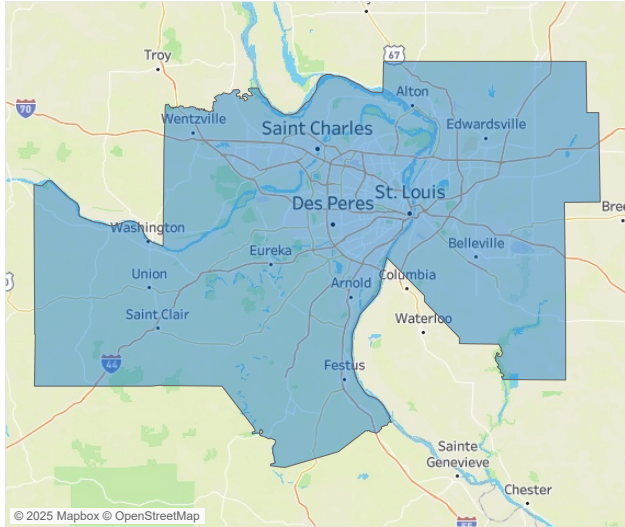 Troy
67
70
Alton
Wentzville
Saint Charles
Edwardsville
St. Louis
Des Peres
Bree
Washington
Eureka
Belleville
Union
Arnold
Columbia
Saint Clair
Waterloo
44
Festus
Sainte
Genevieve
Chester
55
© 2025 Mapbox © OpenStreetMap